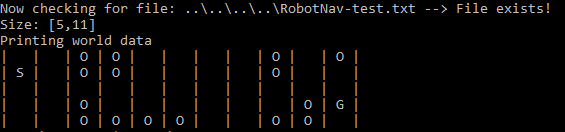 Now checking for file: ..\..\..\..\RobotNav-test.txt --> File exists!
Size: [5,11]
Printing world data
|   |   | O | O |   |   |   |   | O |   | O |
| S |   | O | O |   |   |   |   | O |   |   |
|   |   |   |   |   |   |   |   |   |   |   |
|   |   | O |   |   |   |   |   |   | O | G |
|   |   | O | O | O | O |   |   | O | O |   |